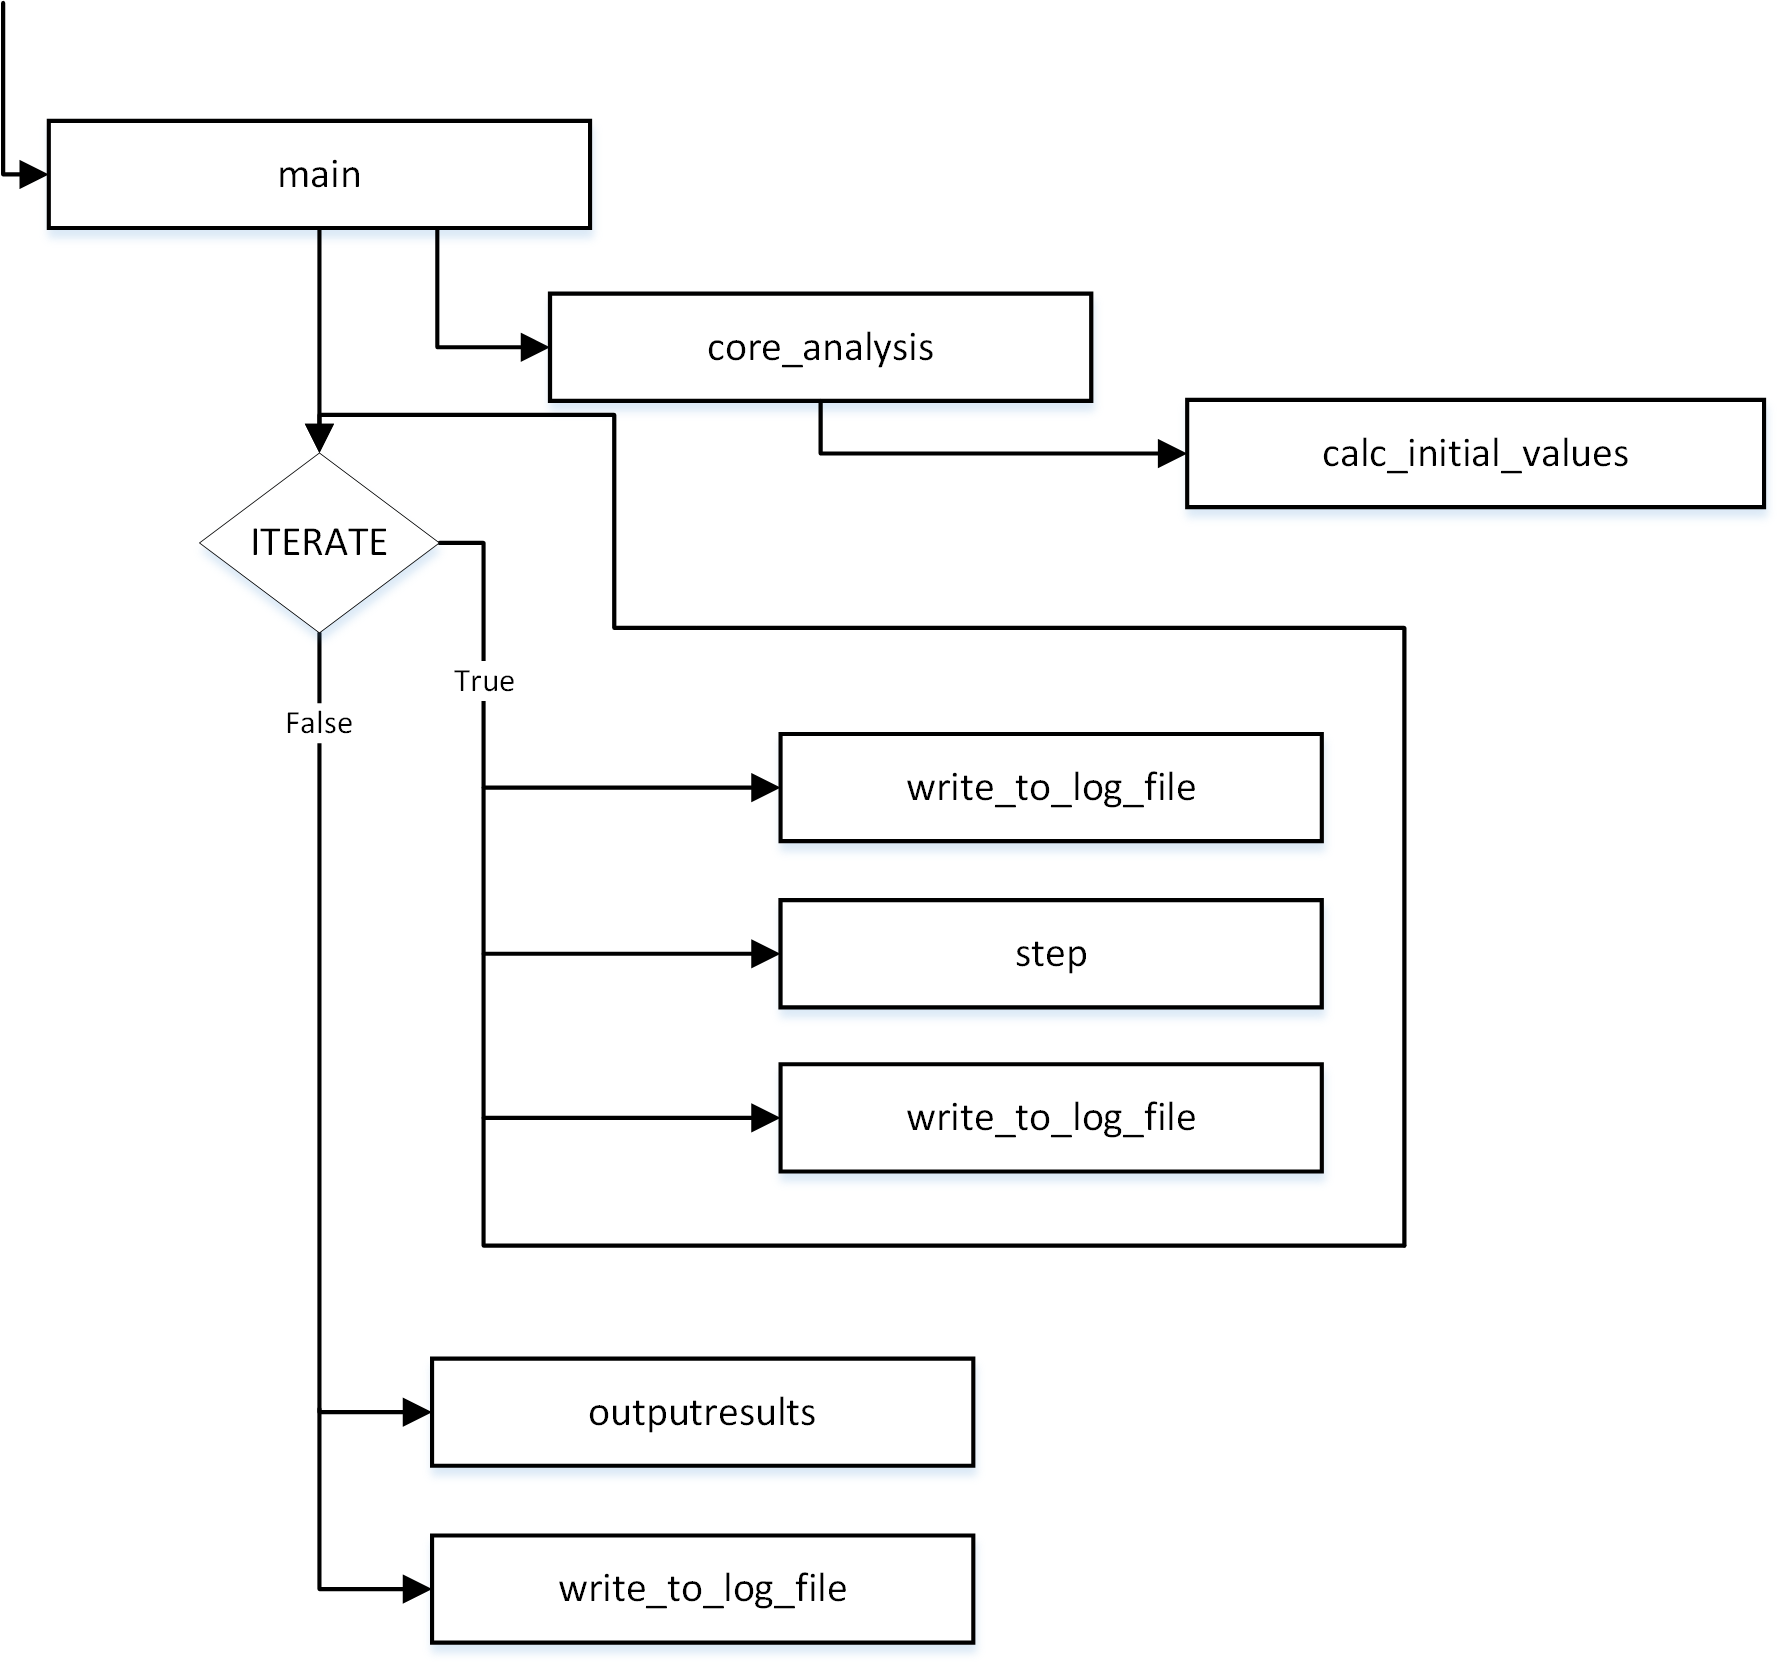 main
core_analysis
calc_initial_values
ITERATE
True
False
write_to_log_file
step
write_to_log_file
outputresults
write_to_log_file